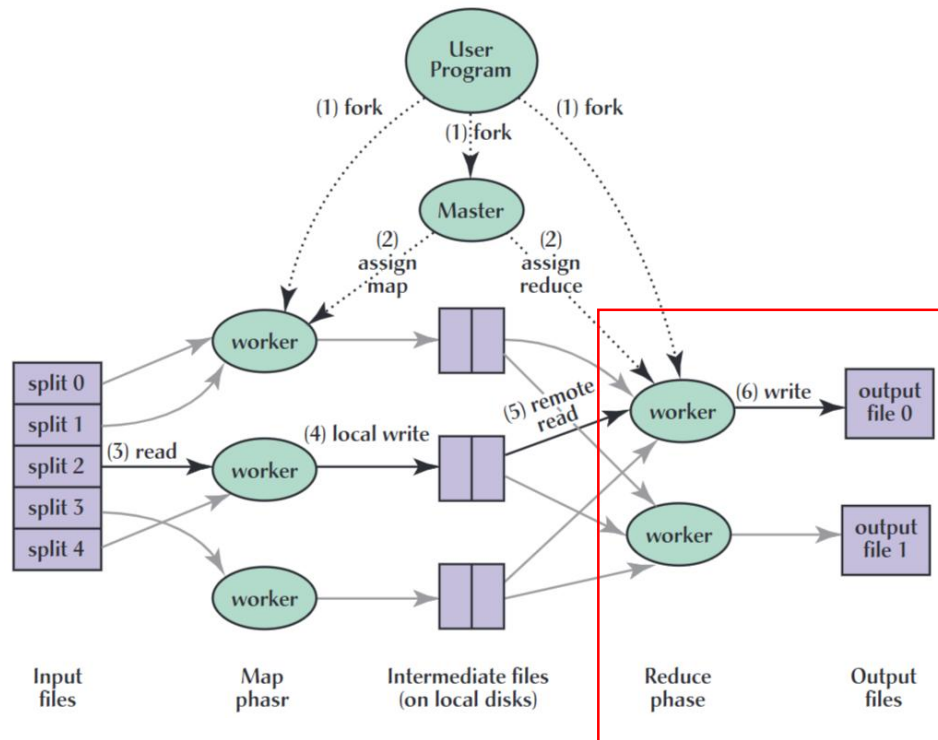 User
Program
(1) fork
(1) fork
(1) fork
Master
(2)
assign
map
(2)
assign
reduce
worker
split 0
split 1
split 2
split 3
split 4
(3) read
worker
(4) local write
worker
(5) remote
read
worker
(6) write
output
file 0
worker
output
file 1
Input
files
Map
phasr
Intermediate files
(on local disks)
Reduce
phase
Output
files